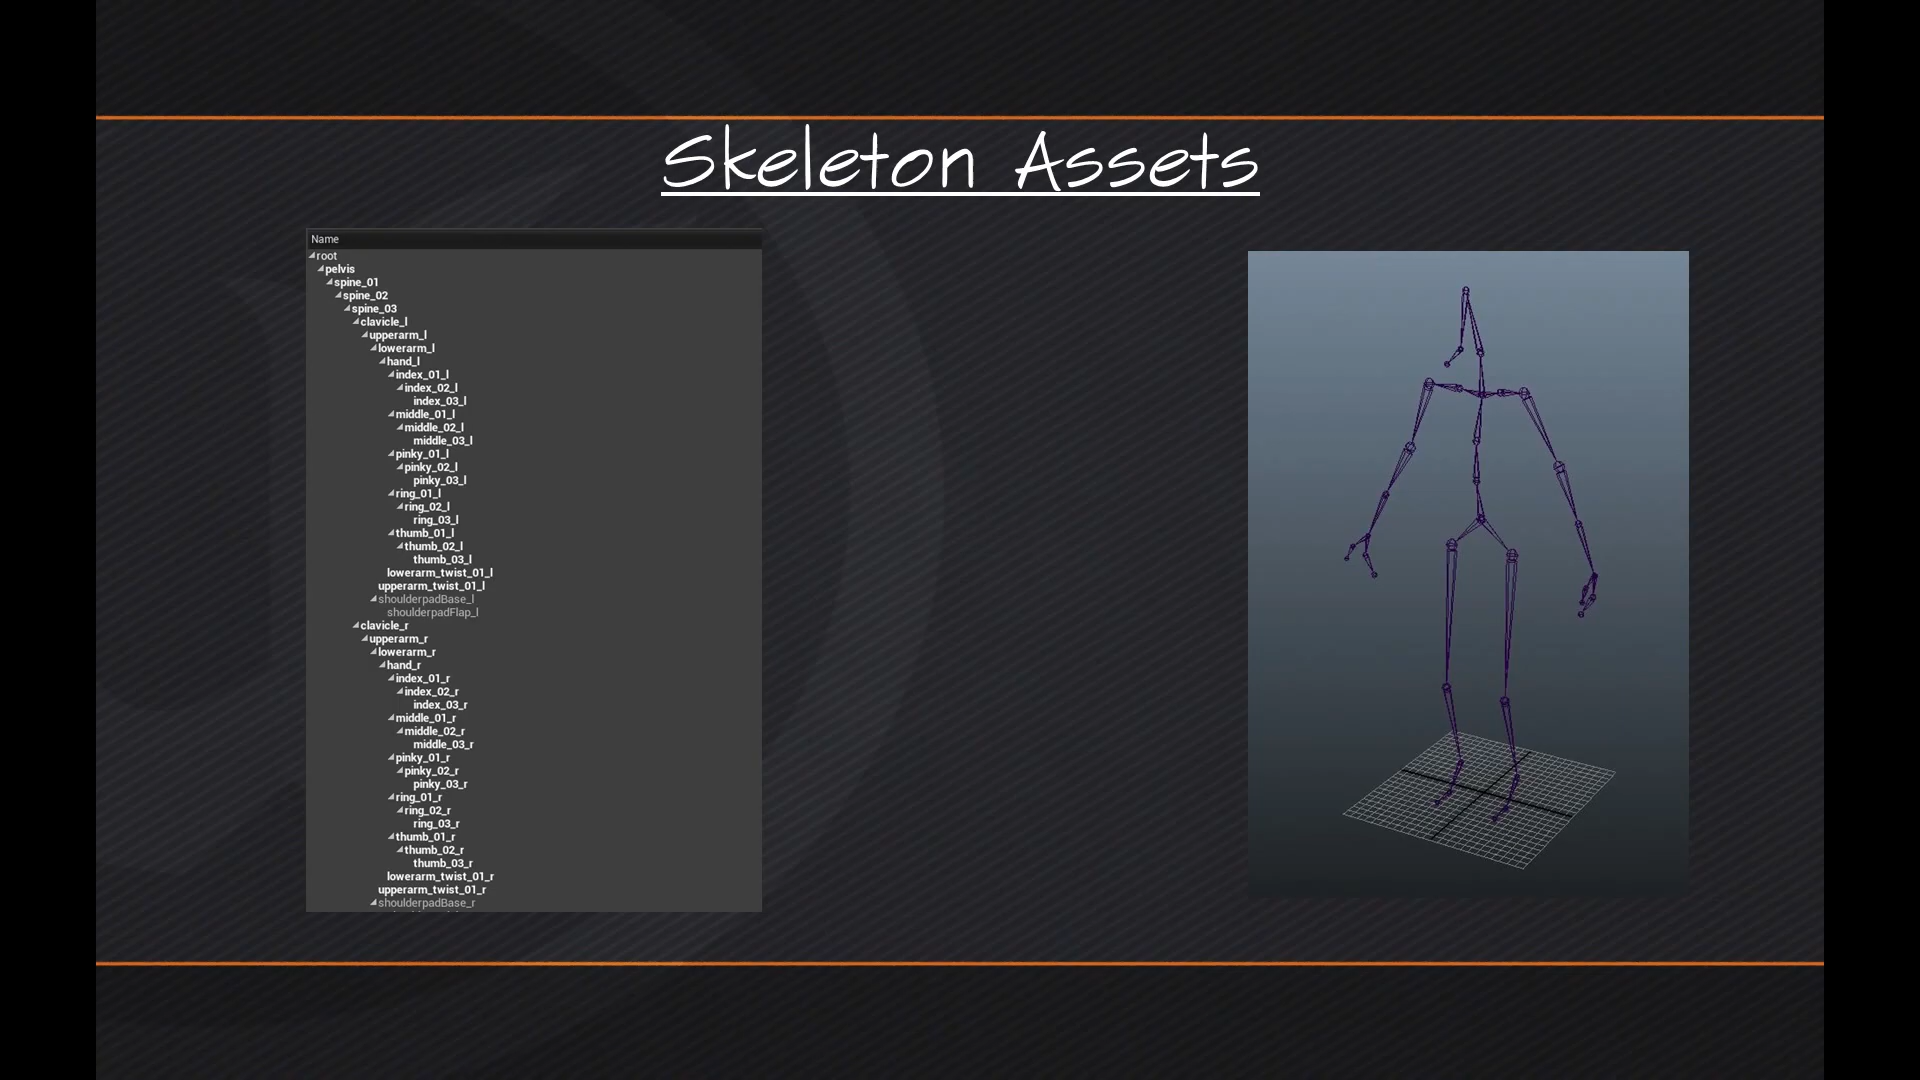 Skeleton Assets
Name
root
pelvis
spine_01
spine_02
spine_03
clavicle_l
upperarm_l
lowerarm_l
hand_l
index_01_l
index_02_l
index_03_l
middle_01_l
middle_02_l
middle_03_l
pinky_01_l
pinky_02_l
pinky_03_l
ring_01_l
ring_02_l
ring_03_l
thumb_01_l
thumb_02_l
thumb_03_l
lowerarm_twist_01_l
upperarm_twist_01_l
shoulderpadBase_l
shoulderpadFlap_l
clavicle_r
upperarm_r
lowerarm_r
hand_r
index_01_r
index_02_r
index_03_r
middle_01_r
middle_02_r
middle_03_r
pinky_01_r
pinky_02_r
pinky_03_r
ring_01_r
ring_02_r
ring_03_r
thumb_01_r
thumb_02_r
thumb_03_r
lowerarm_twist_01_r
upperarm_twist_01_r
shoulderpadBase_r